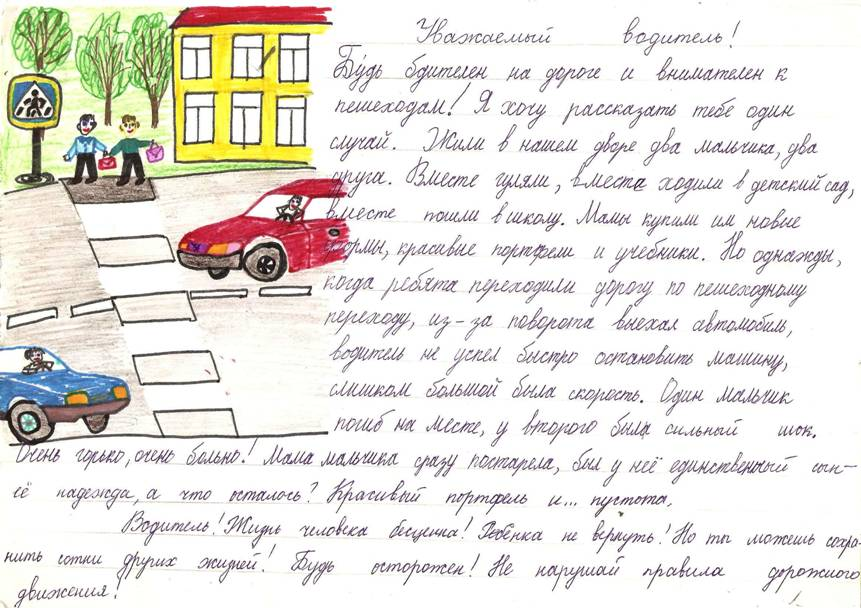 Уважаемый водитель!
Будь бдителен на дороге и внимателен к
пешеходам! Я хочу рассказать тебе один
случай. Жили в нашем дворе два мальчика, два
друга. Вместе гуляли, вместа ходили в детский сад,
вместе пошли в школу. Мамы купили им новые
формы, красивые портфели и учебники. Но однажды,
когда ребята переходили дорогу по пешеходному
переходу, из-за поворота выехал автомобиль,
водитель не успел быстро остановить машину,
слишком большой была скорость. Один мальчик
погиб на месте, у второго была сильный шок.
Очень горько, очень больно! Мама мальчика сразу постарела, был у неё единственный сын-
её надежда, а что осталось? Красивый портфель и... пустота.
Водитель! Жизнь человека бесценна! Ребёнка не вернуть! Но ты можешь сохра-
нить сотни других жизней! Будь осторожен! Не нарушай правила дорожного
движения!